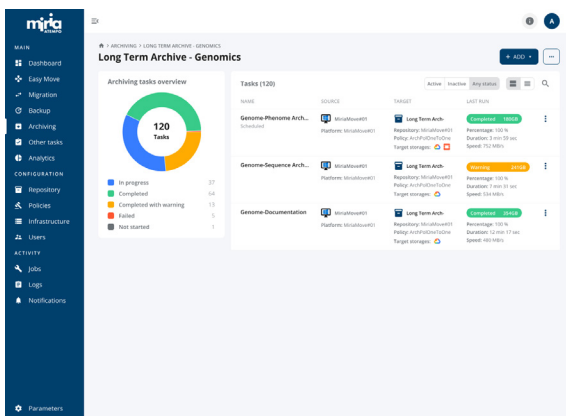 miria
ATEMPO
A
MAIN
Dashboard
Easy Move
Migration
Backup
Archiving
Other tasks
Analytics
CONFIGURATION
Repository
Policies
Infrastructure
Users
ACTIVITY
Jobs
Logs
Notifications
Parameters
ARCHIVING > LONG TERM ARCHIVE - GENOMICS
Long Term Archive - Genomics
+ ADD
Archiving tasks overview
120
Tasks
In progress 37
Completed 64
Completed with warning 13
Failed 5
Not started 1
Tasks (120)
Active Inactive Any status
NAME SOURCE TARGET LAST RUN
Genome-Phenome Arch... MiriaMove#01 Long Term Arch- Completed 180GB
Scheduled Platform: MiriaMove#01 Repository: MiriaMove#01 Percentage: 100 %
Policy: ArchPolOneToOne Duration: 3 min 59 sec
Target storages: Speed: 752 MB/s
Genome-Sequence Arch... MiriaMove#01 Long Term Arch- Warning 241GB
Platform: MiriaMove#01 Repository: MiriaMove#01 Percentage: 100 %
Policy: ArchPolOneToOne Duration: 7 min 31 sec
Target storages: Speed: 534 MB/s
Genome-Documentation MiriaMove#01 Long Term Arch- Completed 354GB
Platform: MiriaMove#01 Repository: MiriaMove#01 Percentage: 100 %
Policy: ArchPolOneToOne Duration: 12 min 17 sec
Target storages: Speed: 480 MB/s